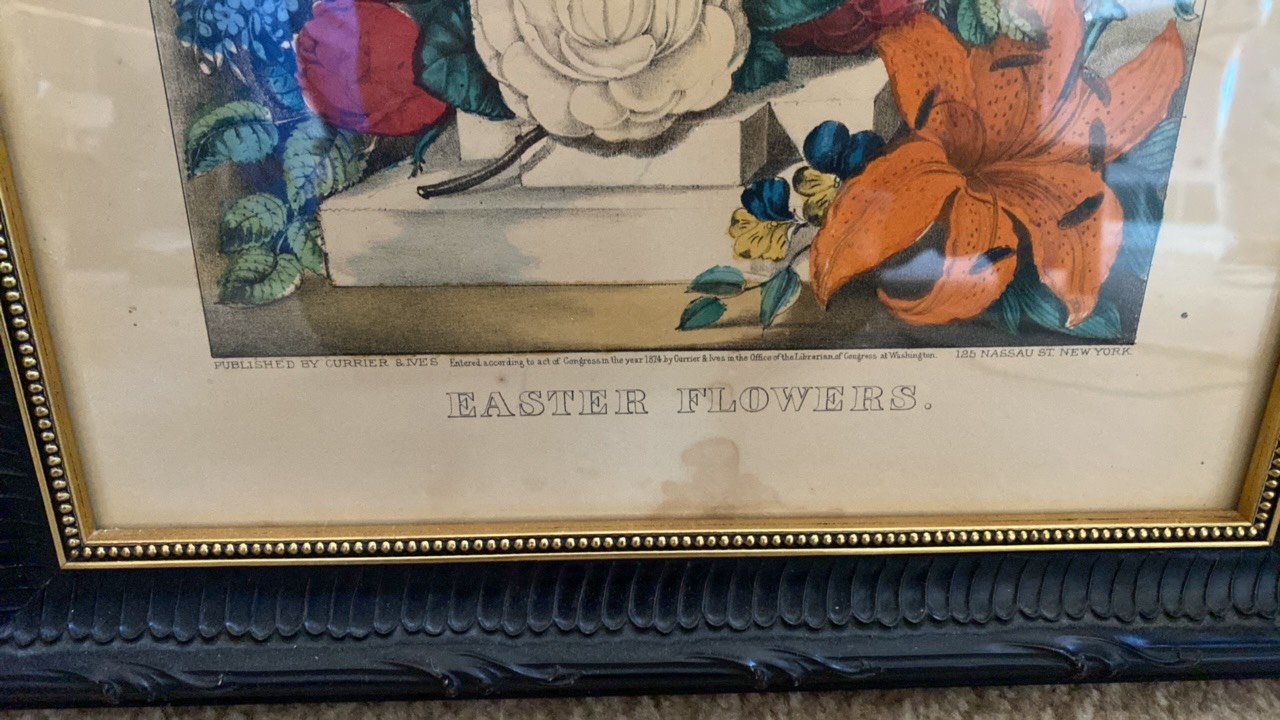 PUBLISHED BY CURRIER & IVES Entered according to act of Congress in the year 1874 by Currier & Ives in the Office of the Librarian of Congress at Washington. 125 NASSAU ST. NEW YORK
EASTER FLOWERS.